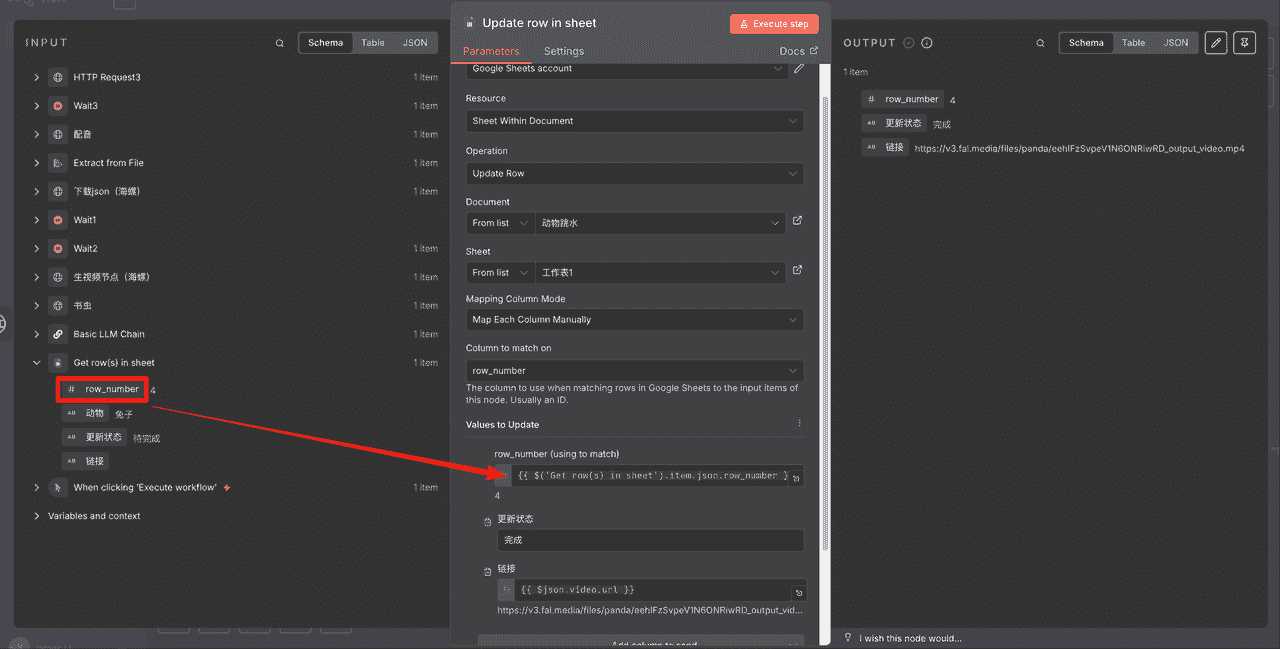 INPUT
Schema
Table
JSON
HTTP Request3
1 item
Wait3
1 item
配音
1 item
Extract from File
1 item
下载json（海螺）
1 item
Wait1
1 item
Wait2
1 item
生视频节点（海螺）
1 item
书虫
1 item
Basic LLM Chain
1 item
Get row(s) in sheet
1 item
# row_number 4
AB 动物 兔子
AB 更新状态 待完成
AB 链接
When clicking 'Execute workflow'
1 item
Variables and context
Update row in sheet
Execute step
Parameters
Settings
Docs
Google Sheets account
Resource
Sheet Within Document
Operation
Update Row
Document
From list
动物跳水
Sheet
From list
工作表1
Mapping Column Mode
Map Each Column Manually
Column to match on
row_number
The column to use when matching rows in Google Sheets to the input items of
this node. Usually an ID.
Values to Update
row_number (using to match)
{{ $('Get row(s) in sheet').item.json.row_number }
4
更新状态
完成
链接
{{ $json.video.url }}
https://v3.fal.media/files/panda/eehIFzSvpeV1N6ONRiwRD_output_vid...
Add column to send
OUTPUT
Schema
Table
JSON
1 item
# row_number 4
AB 更新状态 完成
AB 链接 https://v3.fal.media/files/panda/eehIFzSvpeV1N6ONRiwRD_output_video.mp4
I wish this node would...